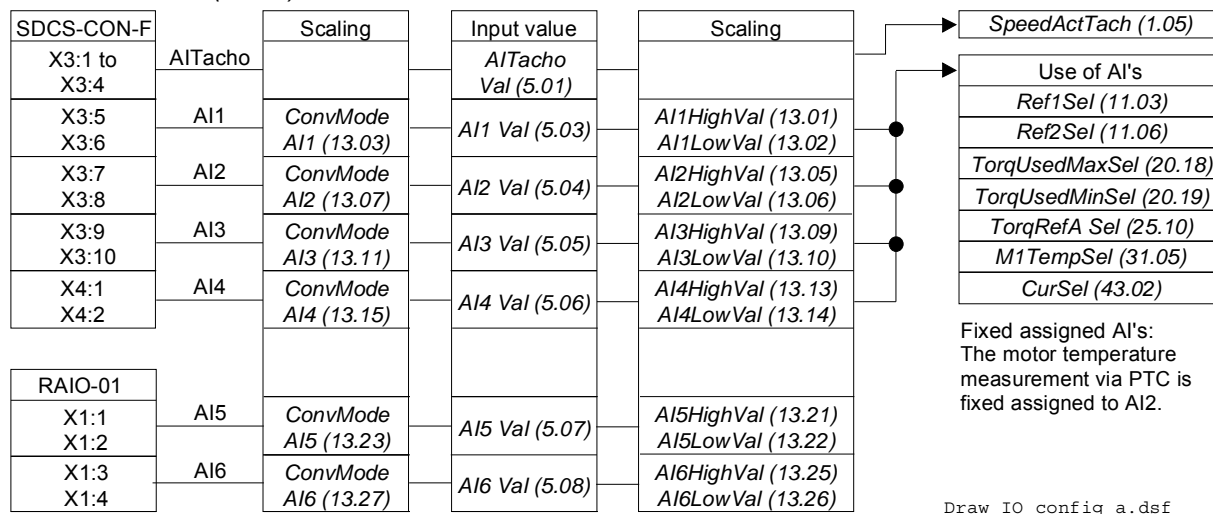 SDCS-CON-F
X3:1 to
X3:4
X3:5
X3:6
X3:7
X3:8
X3:9
X3:10
X4:1
X4:2
RAIO-01
X1:1
X1:2
X1:3
X1:4
AITacho
AI1
AI2
AI3
AI4
AI5
AI6
Scaling
ConvMode
AI1 (13.03)
ConvMode
AI2 (13.07)
ConvMode
AI3 (13.11)
ConvMode
AI4 (13.15)
ConvMode
AI5 (13.23)
ConvMode
AI6 (13.27)
Input value
AITacho
Val (5.01)
AI1 Val (5.03)
AI2 Val (5.04)
AI3 Val (5.05)
AI4 Val (5.06)
AI5 Val (5.07)
AI6 Val (5.08)
Scaling
AI1HighVal (13.01)
AI1LowVal (13.02)
AI2HighVal (13.05)
AI2LowVal (13.06)
AI3HighVal (13.09)
AI3LowVal (13.10)
AI4HighVal (13.13)
AI4LowVal (13.14)
AI5HighVal (13.21)
AI5LowVal (13.22)
AI6HighVal (13.25)
AI6LowVal (13.26)
SpeedActTach (1.05)
Use of AI's
Ref1Sel (11.03)
Ref2Sel (11.06)
TorqUsedMaxSel (20.18)
TorqUsedMinSel (20.19)
TorqRefA Sel (25.10)
M1TempSel (31.05)
CurSel (43.02)
Fixed assigned AI's:
The motor temperature
measurement via PTC is
fixed assigned to AI2.
Draw IO config a.dsf